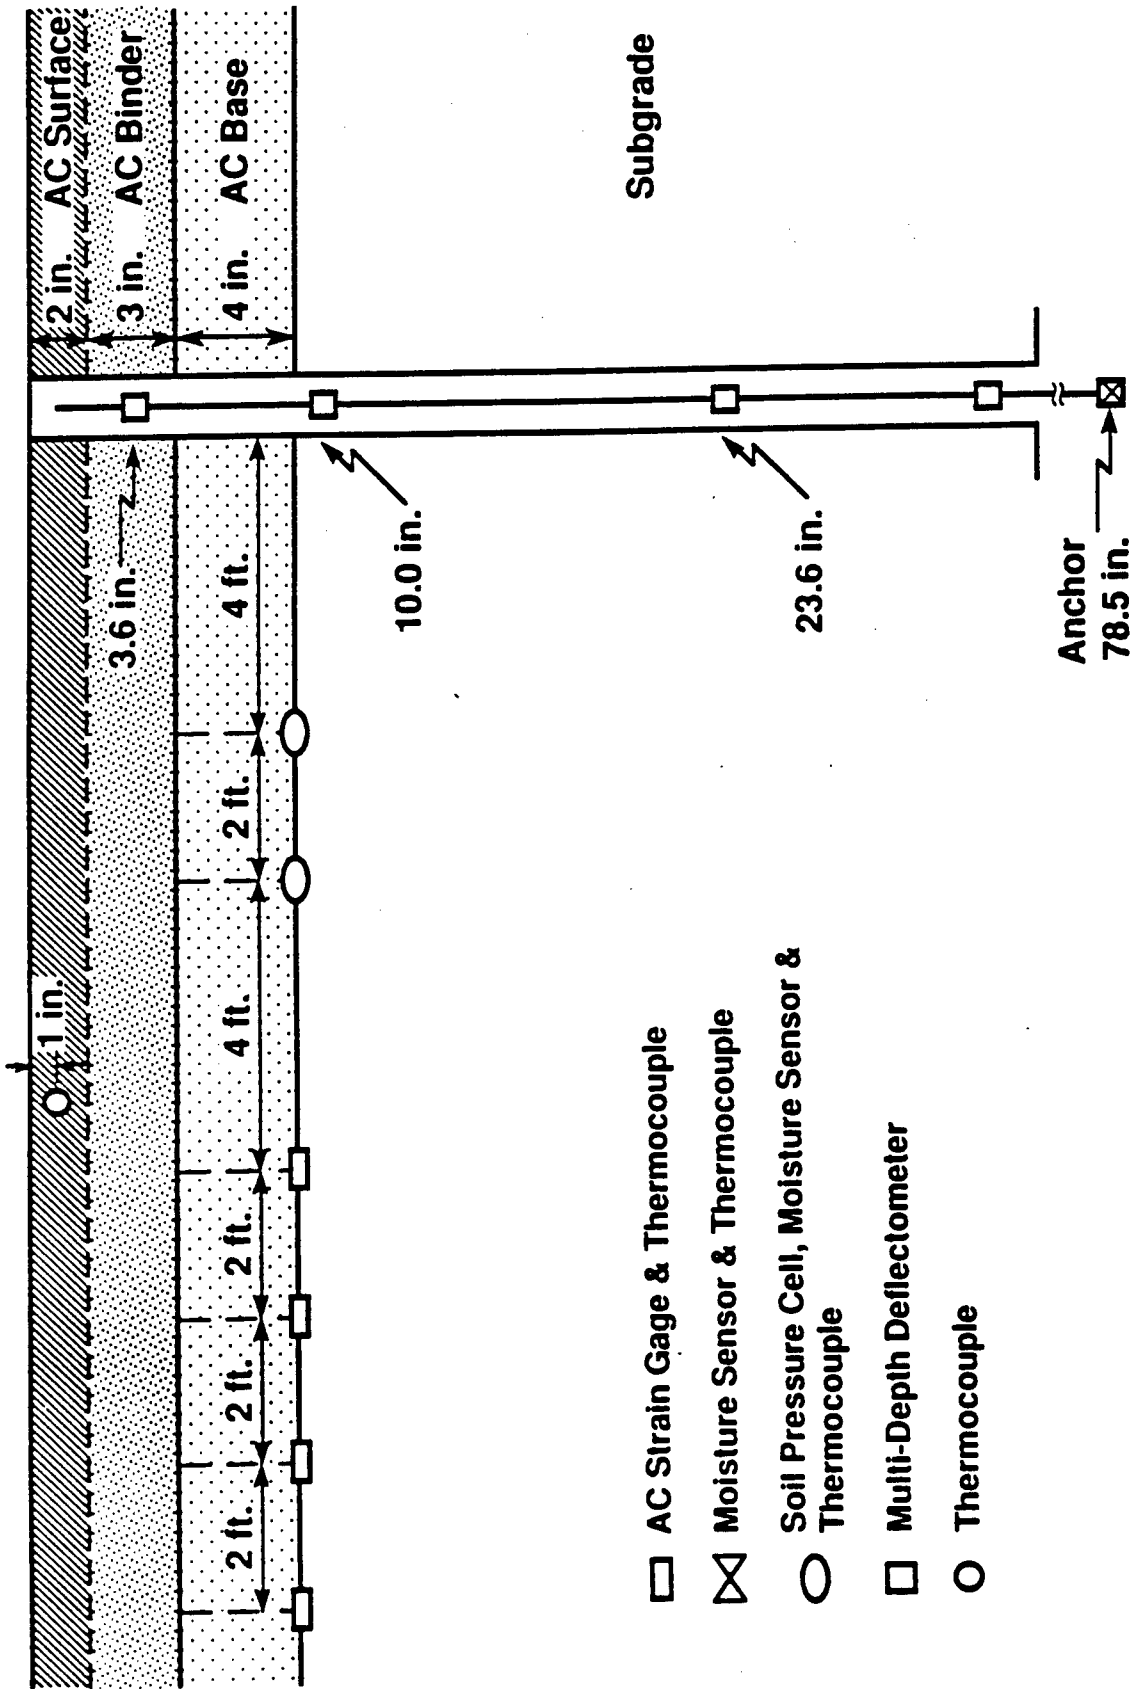 2 in. AC Surface
3 in. AC Binder
4 in. AC Base
Subgrade
1 in.
3.6 in.
2 ft.
2 ft.
2 ft.
4 ft.
2 ft.
4 ft.
10.0 in.
23.6 in.
Anchor
78.5 in.
AC Strain Gage & Thermocouple
Moisture Sensor & Thermocouple
Soil Pressure Cell, Moisture Sensor &
Thermocouple
Multi-Depth Deflectometer
Thermocouple